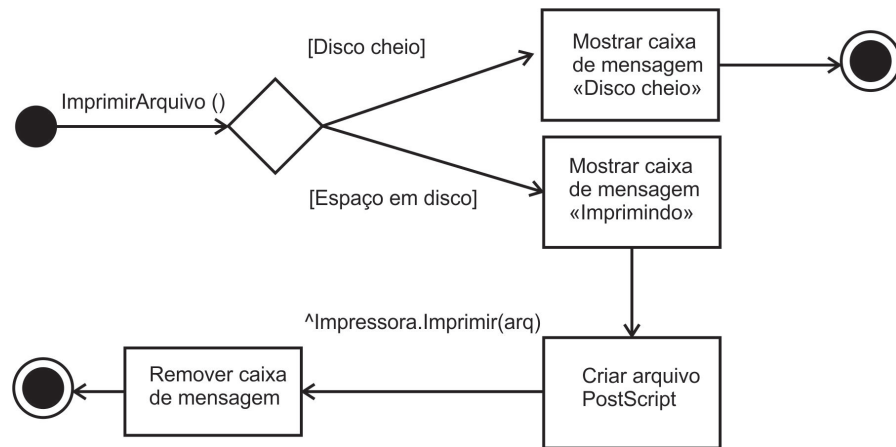 [Disco cheio]
Mostrar caixa
de mensagem
«Disco cheio»
ImprimirArquivo ()
[Espaço em disco]
Mostrar caixa
de mensagem
«Imprimindo»
^Impressora.Imprimir(arq)
Criar arquivo
PostScript
Remover caixa
de mensagem